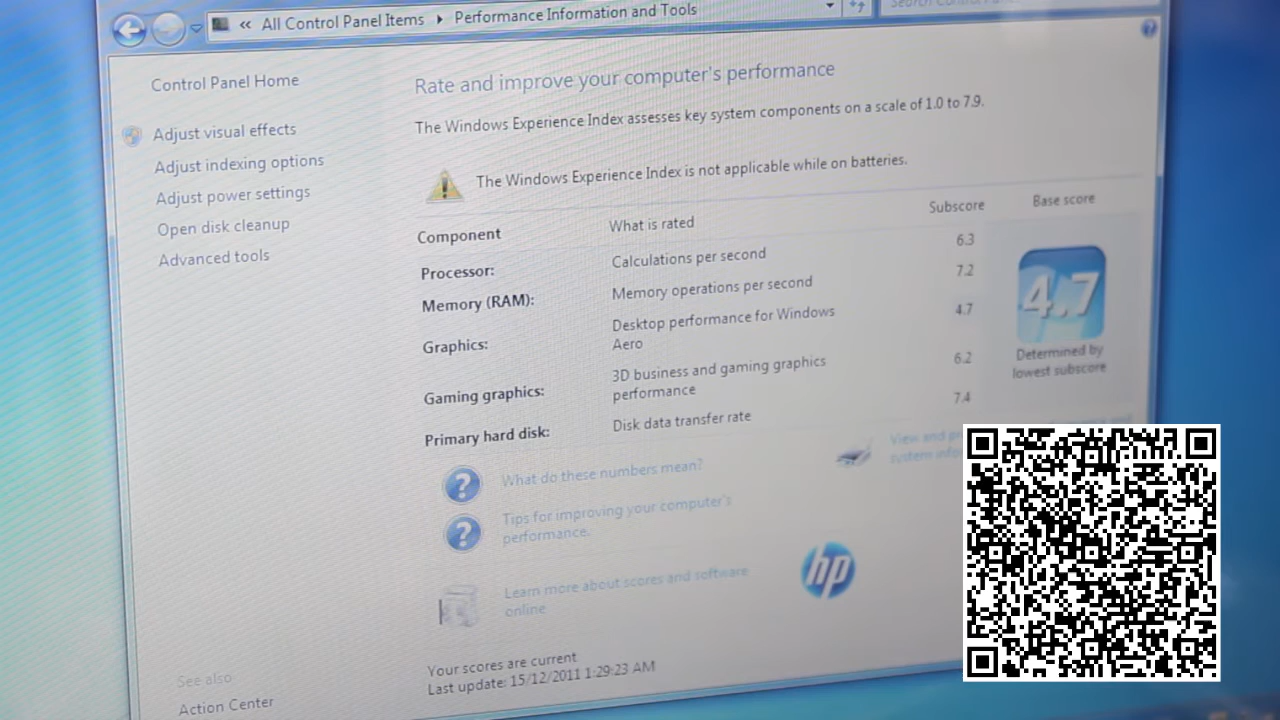 « All Control Panel Items ▸ Performance Information and Tools
Control Panel Home
Adjust visual effects
Adjust indexing options
Adjust power settings
Open disk cleanup
Advanced tools
Rate and improve your computer's performance
The Windows Experience Index assesses key system components on a scale of 1.0 to 7.9.
The Windows Experience Index is not applicable while on batteries.
Component What is rated Subscore Base score
Processor: Calculations per second 6.3
Memory (RAM): Memory operations per second 7.2
Graphics: Desktop performance for Windows Aero 4.7
Gaming graphics: 3D business and gaming graphics performance 6.2
Primary hard disk: Disk data transfer rate 7.4
4.7
Determined by
lowest subscore
What do these numbers mean?
View and
system
Tips for improving your computer's
performance.
Learn more about scores and software
online
hp
Your scores are current
Last update: 15/12/2011 1:29:23 AM
See also
Action Center